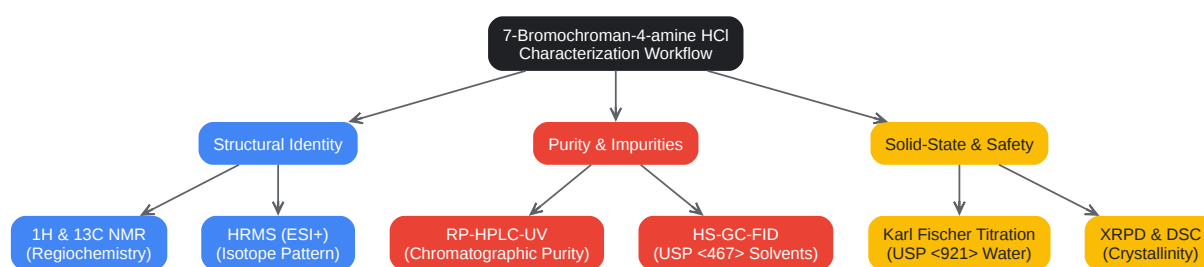 7-Bromochroman-4-amine HCl
Characterization Workflow
Structural Identity
Purity & Impurities
Solid-State & Safety
1H & 13C NMR
(Regiochemistry)
HRMS (ESI+)
(Isotope Pattern)
RP-HPLC-UV
(Chromatographic Purity)
HS-GC-FID
(USP <467> Solvents)
Karl Fischer Titration
(USP <921> Water)
XRPD & DSC
(Crystallinity)